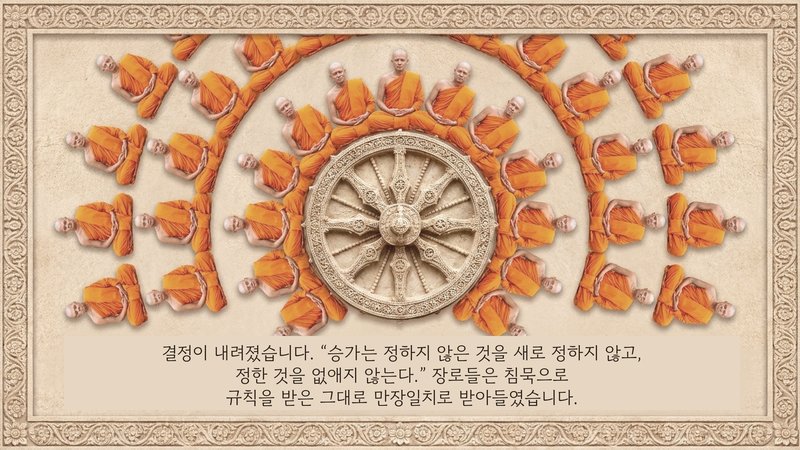 결정이 내려졌습니다. “승가는 정하지 않은 것을 새로 정하지 않고,
정한 것을 없애지 않는다.” 장로들은 침묵으로
규칙을 받은 그대로 만장일치로 받아들였습니다.